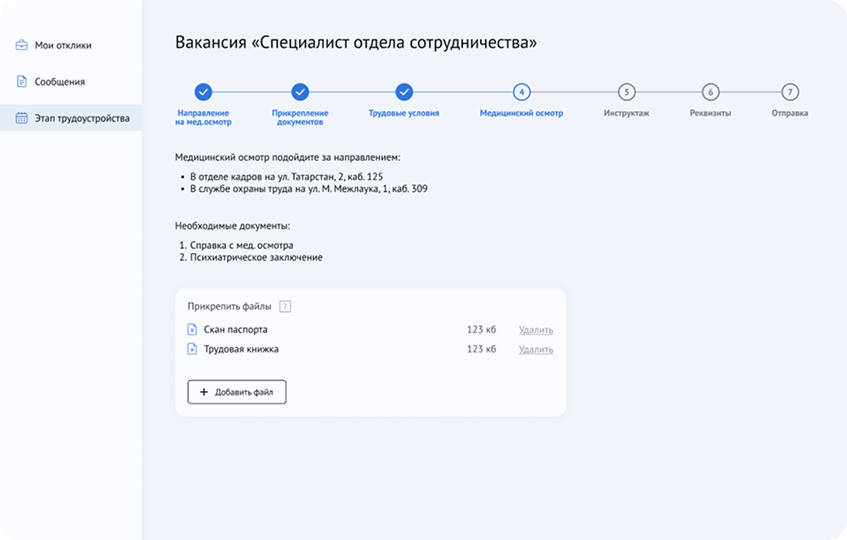 Мои отклики
Сообщения
Этап трудоустройства
Вакансия «Специалист отдела сотрудничества»
4
5
6
7
Направление
на мед.осмотр
Прикрепление
документов
Трудовые условия
Медицинский осмотр
Инструктаж
Реквизиты
Отправка
Медицинский осмотр подойдите за направлением:
• В отделе кадров на ул. Татарстан, 2, каб. 125
• В службе охраны труда на ул. М. Межлаука, 1, каб. 309
Необходимые документы:
1. Справка с мед. осмотра
2. Психиатрическое заключение
Прикрепить файлы ?
Скан паспорта 123 кб Удалить
Трудовая книжка 123 кб Удалить
+ Добавить файл